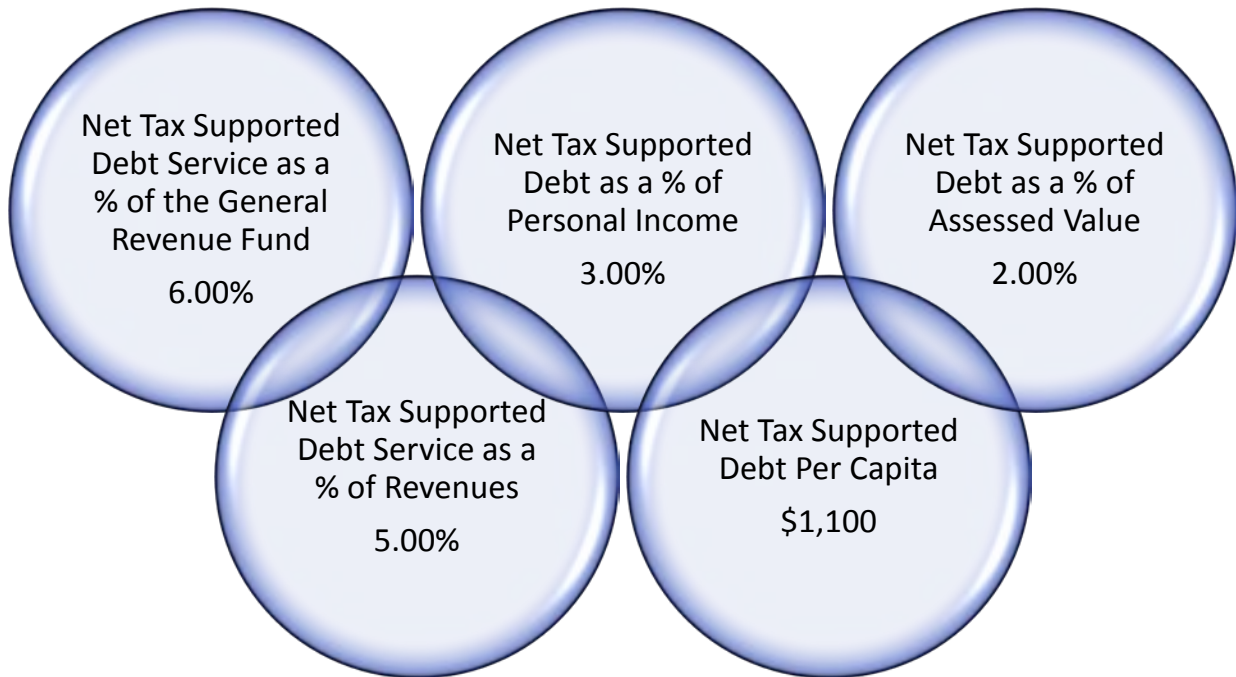 Net Tax Supported
Debt Service as a
% of the General
Revenue Fund
6.00%
Net Tax Supported
Debt as a % of
Personal Income
3.00%
Net Tax Supported
Debt as a % of
Assessed Value
2.00%
Net Tax Supported
Debt Service as a
% of Revenues
5.00%
Net Tax Supported
Debt Per Capita
$1,100